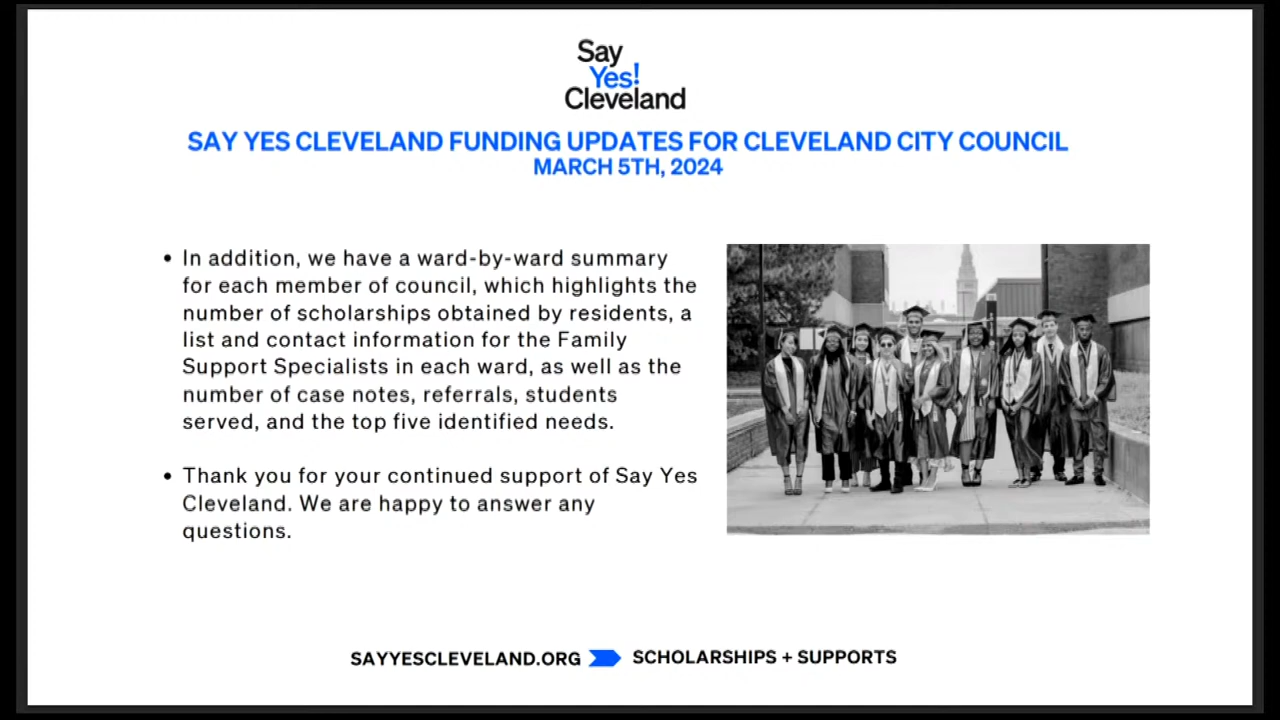 Say
Yes!
Cleveland
SAY YES CLEVELAND FUNDING UPDATES FOR CLEVELAND CITY COUNCIL
MARCH 5TH, 2024
• In addition, we have a ward-by-ward summary
for each member of council, which highlights the
number of scholarships obtained by residents, a
list and contact information for the Family
Support Specialists in each ward, as well as the
number of case notes, referrals, students
served, and the top five identified needs.
• Thank you for your continued support of Say Yes
Cleveland. We are happy to answer any
questions.
SAYYESCLEVELAND.ORG SCHOLARSHIPS + SUPPORTS